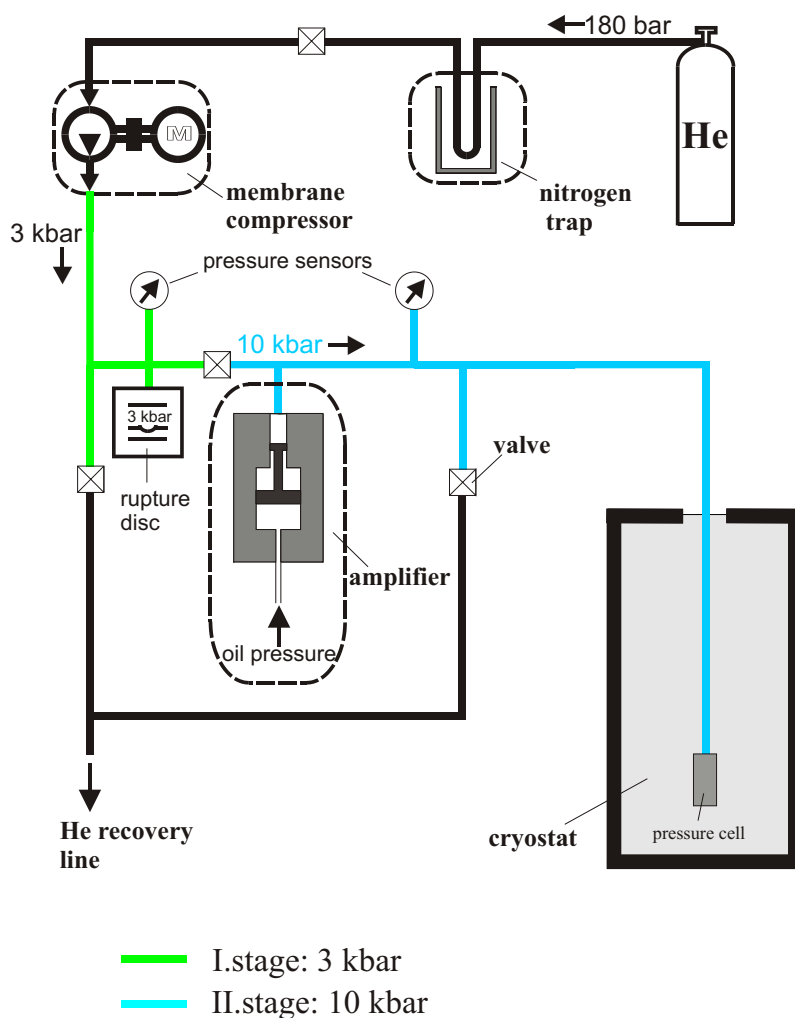 180 bar
He
M
membrane
compressor
nitrogen
trap
3 kbar
pressure sensors
10 kbar
3 kbar
rupture
disc
valve
amplifier
oil pressure
He recovery
line
cryostat
pressure cell
I.stage: 3 kbar
II.stage: 10 kbar